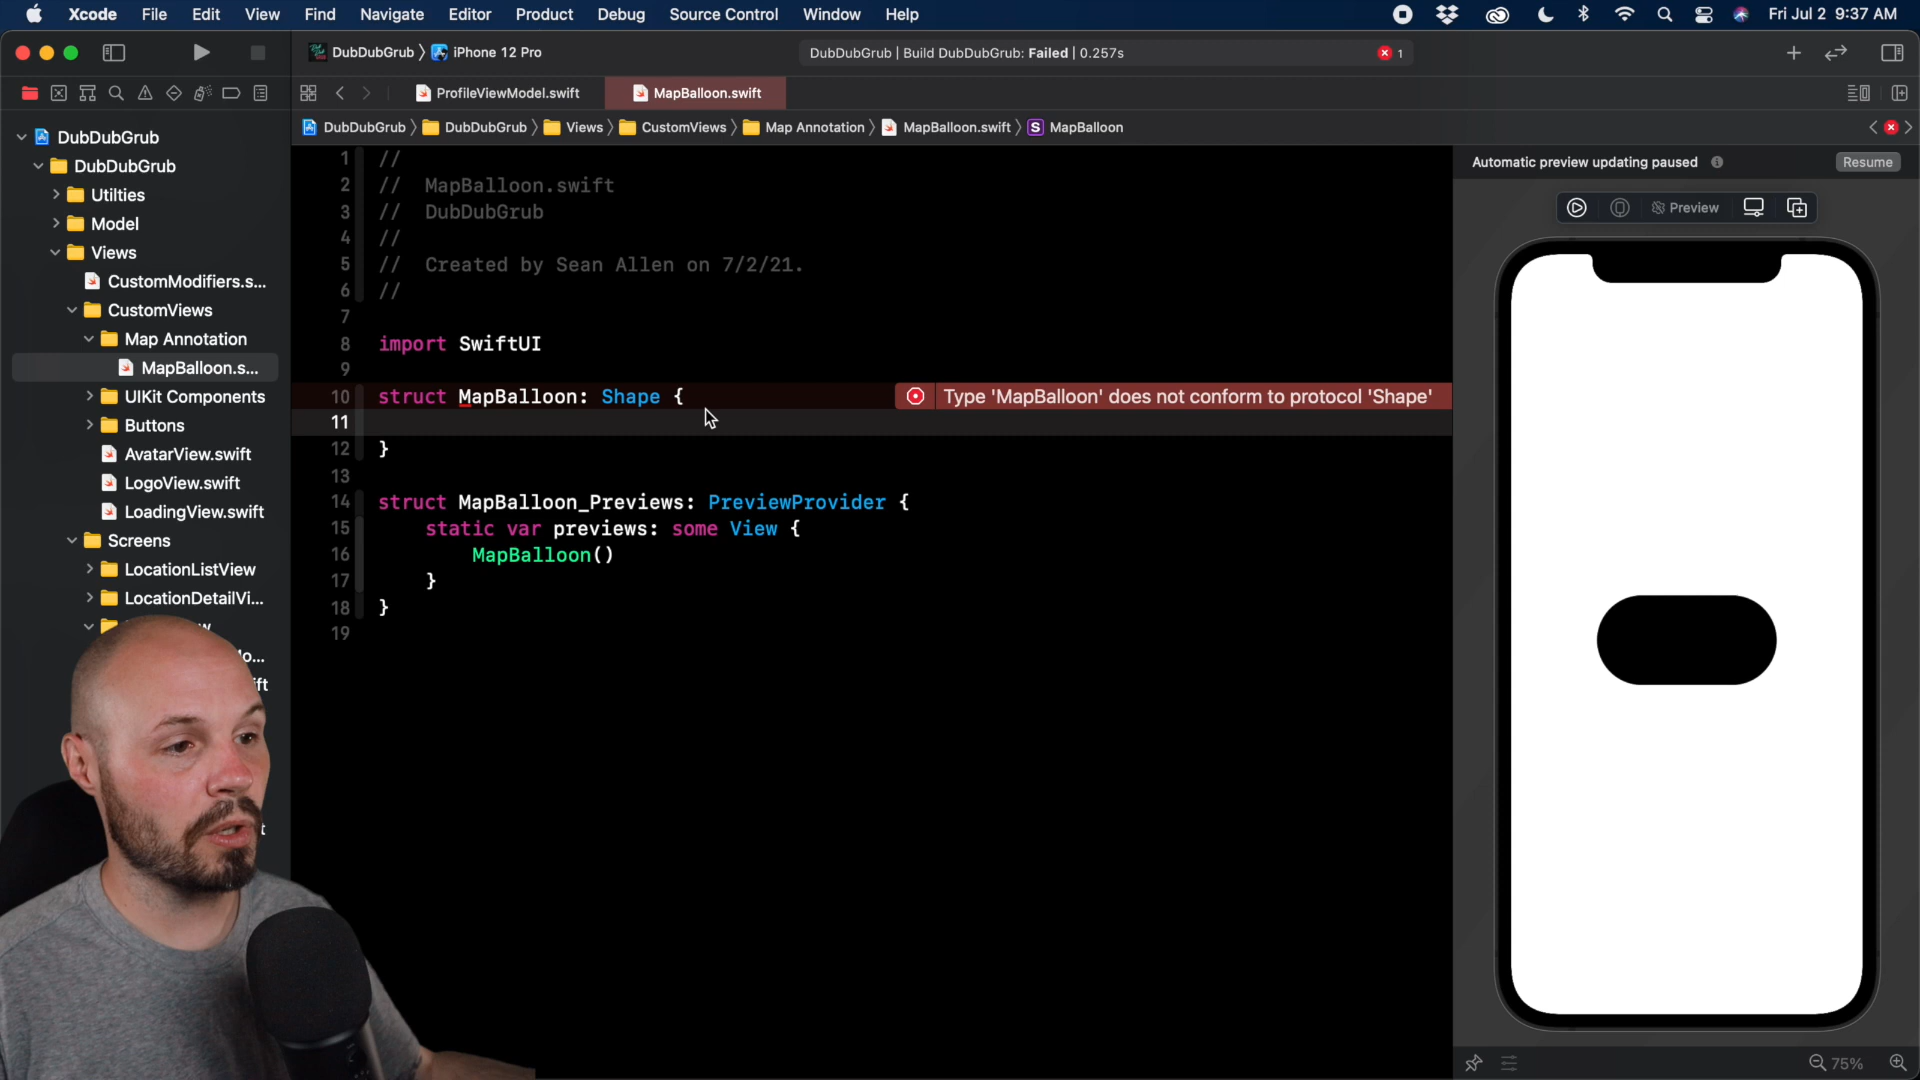 Xcode File Edit View Find Navigate Editor Product Debug Source Control Window Help Fri Jul 2 9:37 AM
DubDubGrub iPhone 12 Pro DubDubGrub | Build DubDubGrub: Failed | 0.257s 1
ProfileViewModel.swift MapBalloon.swift
DubDubGrub DubDubGrub Views CustomViews Map Annotation MapBalloon.swift S MapBalloon
DubDubGrub
DubDubGrub
Utilties
Model
Views
CustomModifiers.s...
CustomViews
Map Annotation
MapBalloon.s...
UIKit Components
Buttons
AvatarView.swift
LogoView.swift
LoadingView.swift
Screens
LocationListView
LocationDetailVi...
1 //
2 // MapBalloon.swift
3 // DubDubGrub
4 //
5 // Created by Sean Allen on 7/2/21.
6 //
7
8 import SwiftUI
9
10 struct MapBalloon: Shape { Type 'MapBalloon' does not conform to protocol 'Shape'
11
12 }
13
14 struct MapBalloon_Previews: PreviewProvider {
15 static var previews: some View {
16 MapBalloon()
17 }
18 }
19
Automatic preview updating paused Resume
Preview
75%